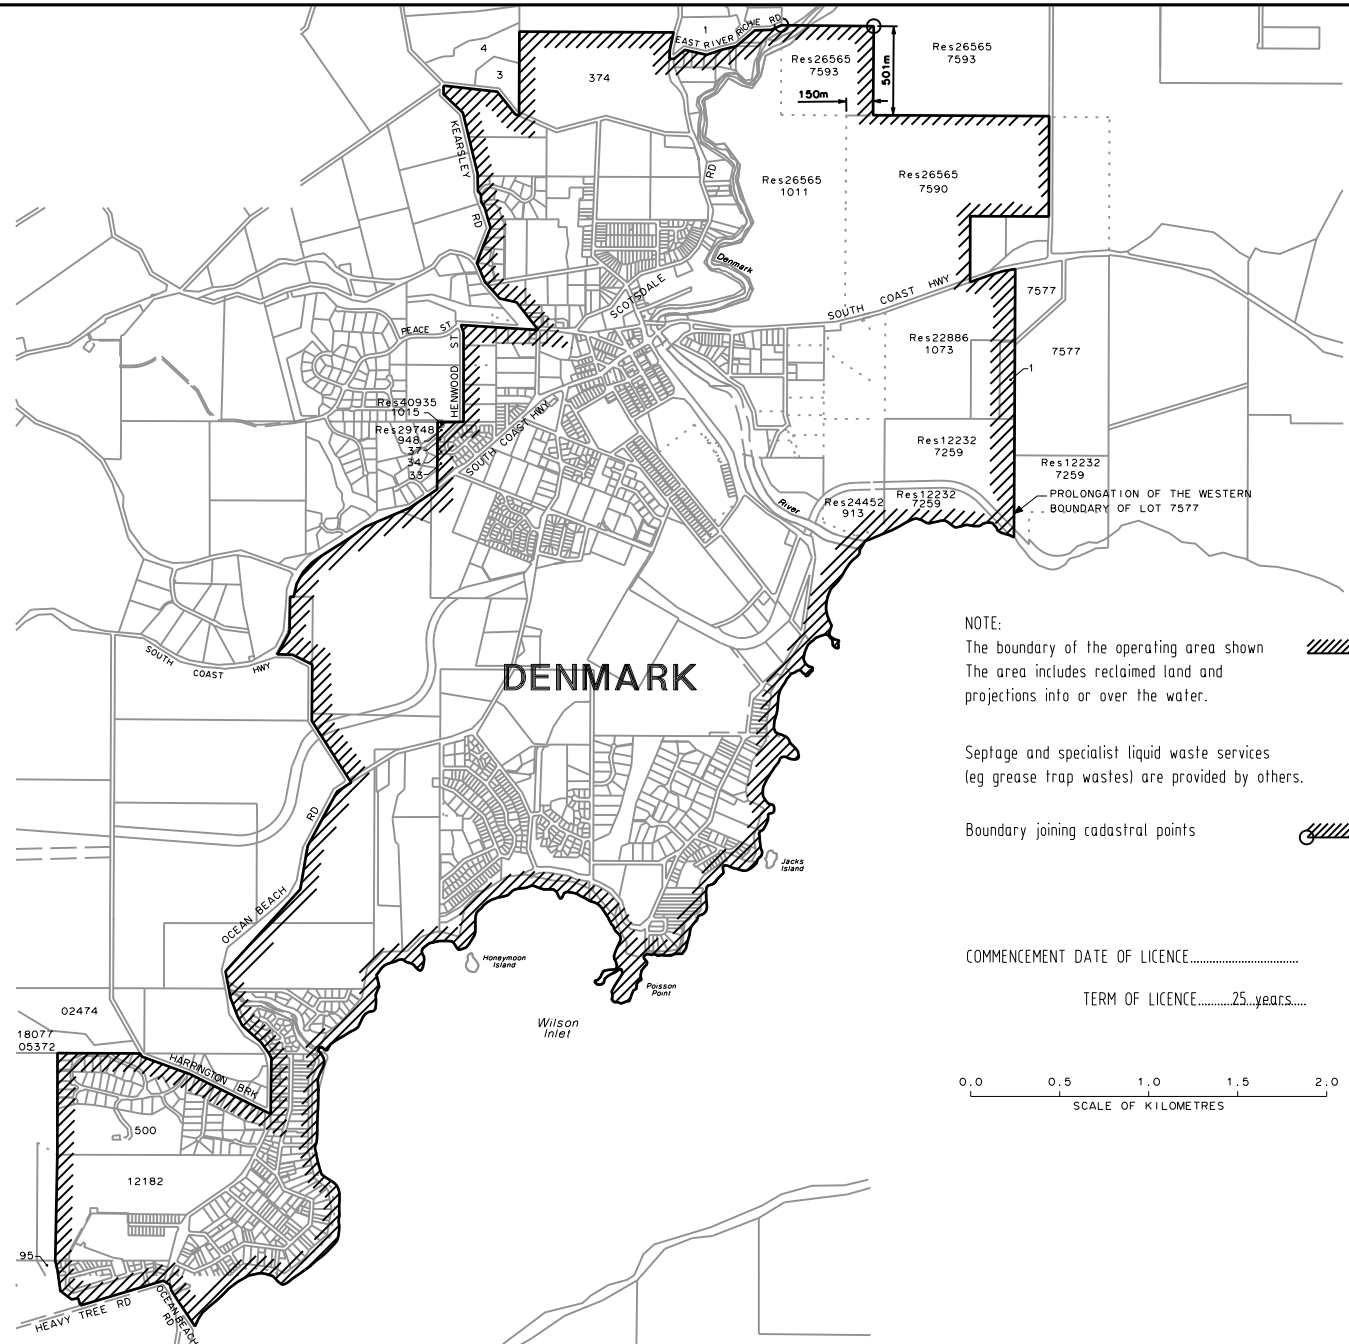 1
EAST RIVER RICHIE RD
4
3
374
Res26565
7593
501m
150m
Res26565
7593
KEARSLEY
RD
RD
Res26565
1011
Res26565
7590
Denmark
SCOTSDALE
SOUTH COAST HWY
7577
PEACE ST
HENWOOD ST
Res22886
1073
7577
1
Res40935
1015
Res29748
948
37
34
33
SOUTH COAST HWY
Res12232
7259
Res12232
7259
River
Res24452
913
Res12232
7259
PROLONGATION OF THE WESTERN
BOUNDARY OF LOT 7577
SOUTH COAST HWY
DENMARK
NOTE:
The boundary of the operating area shown
The area includes reclaimed land and
projections into or over the water.
Septage and specialist liquid waste services
(eg grease trap wastes) are provided by others.
Boundary joining cadastral points
RD
OCEAN BEACH
Jacks
Island
Honeymoon
Island
Poisson
Point
Wilson
Inlet
COMMENCEMENT DATE OF LICENCE..................................
TERM OF LICENCE..........25 years....
02474
18077
05372
HARRINGTON BRK
500
12182
95
HEAVY TREE RD
OCEAN BEACH
RD
0.0 0.5 1.0 1.5 2.0
SCALE OF KILOMETRES